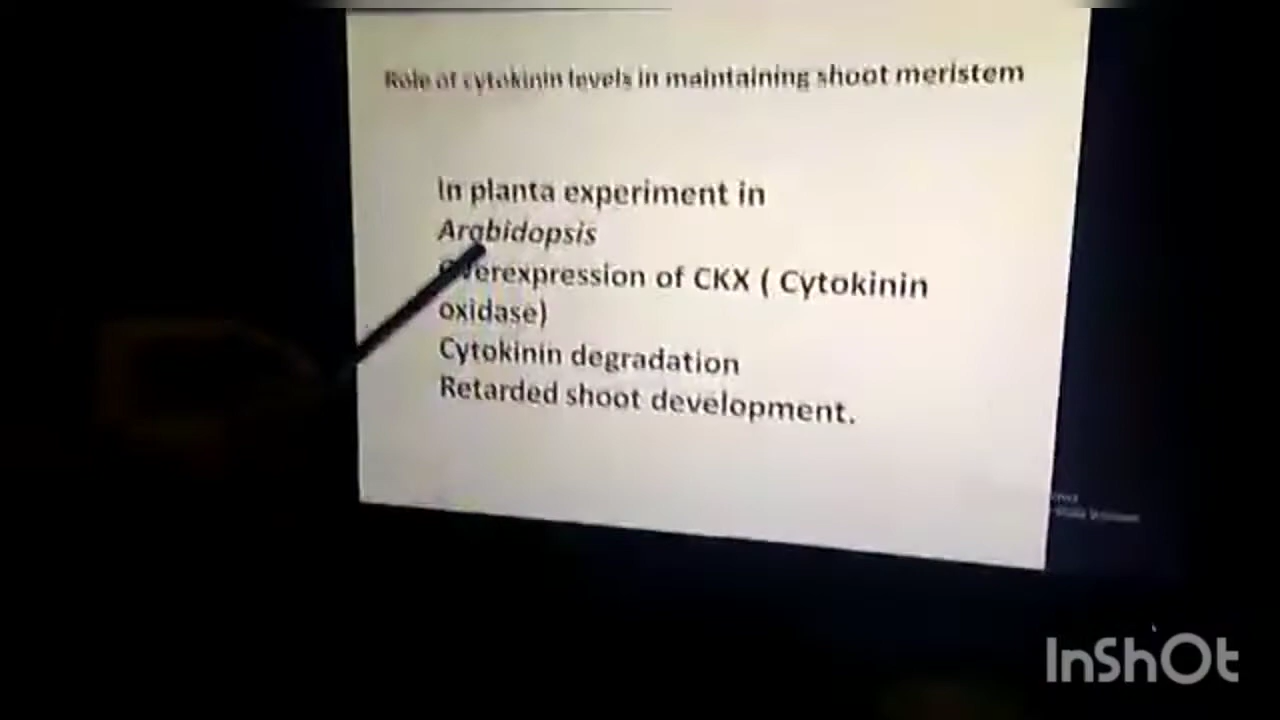 Role of cytokinin levels in maintaining shoot meristem
In planta experiment in
Arabidopsis
Overexpression of CKX ( Cytokinin
oxidase)
Cytokinin degradation
Retarded shoot development.
InShOt